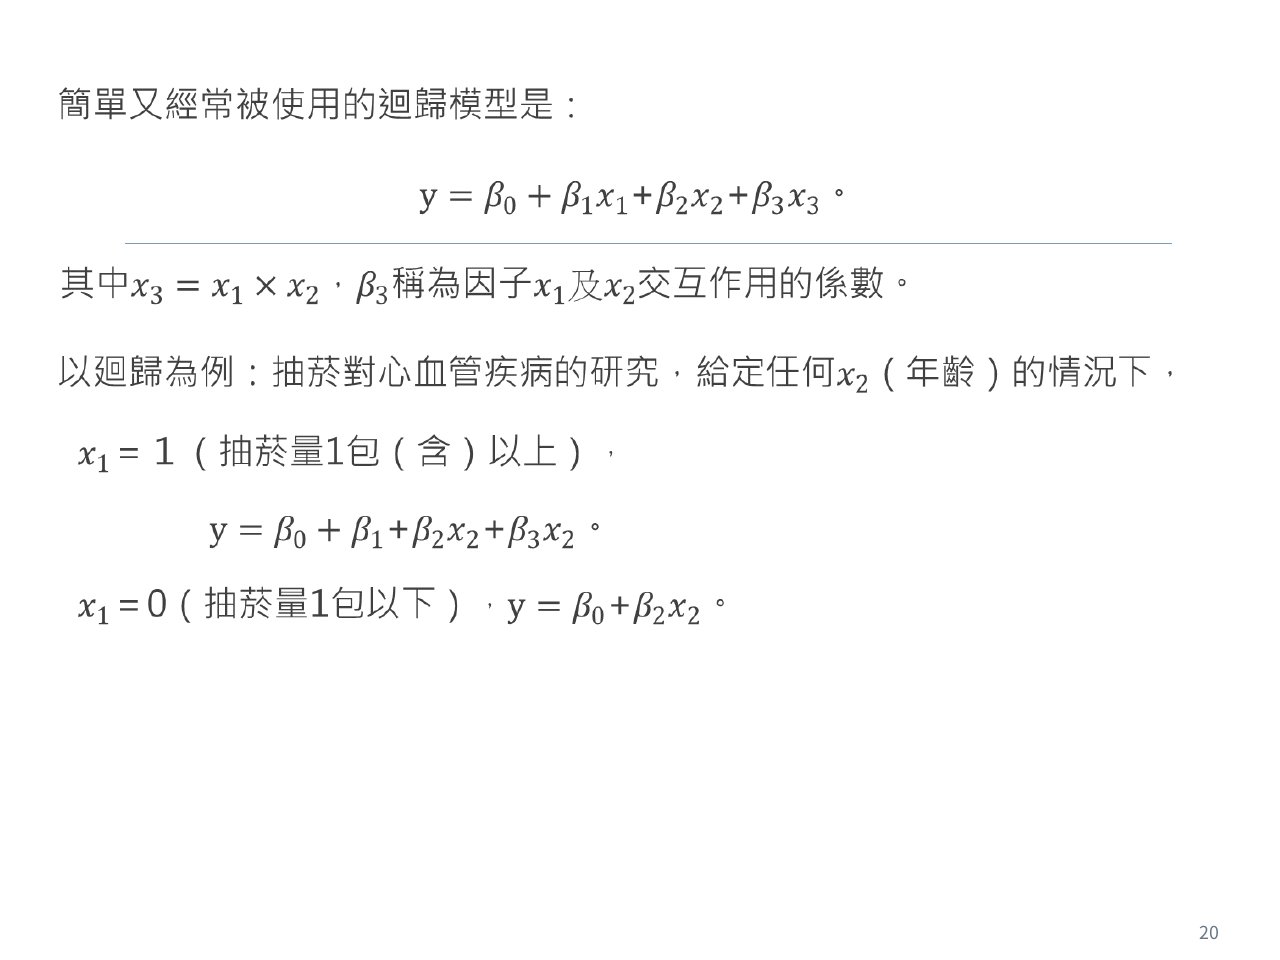 簡單又經常被使用的迴歸模型是：
y = β₀ + β₁x₁+β₂x₂+β₃x₃。
其中x₃ = x₁ × x₂，β₃稱為因子x₁及x₂交互作用的係數。
以迴歸為例：抽菸對心血管疾病的研究，給定任何x₂（年齡）的情況下，
x₁ = 1（抽菸量1包（含）以上），
y = β₀ + β₁+β₂x₂+β₃x₂。
x₁ = 0（抽菸量1包以下），y = β₀+β₂x₂。
20